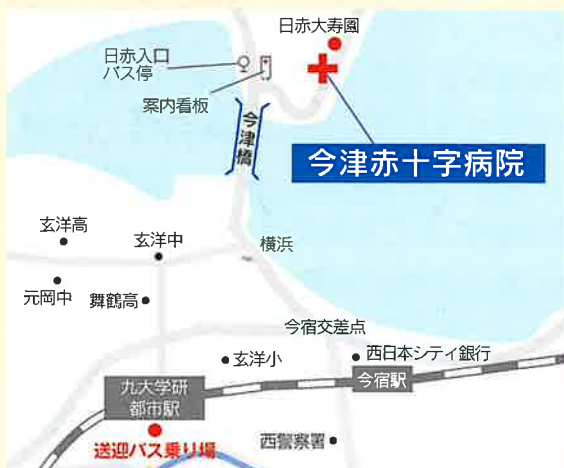 日赤大寿園
日赤入口
バス停
案内看板
今津橋
今津赤十字病院
玄洋高
玄洋中
横浜
元岡中
舞鶴高
今宿交差点
玄洋小
西日本シティ銀行
今宿駅
九大学研
都市駅
送迎バス乗り場
西警察署